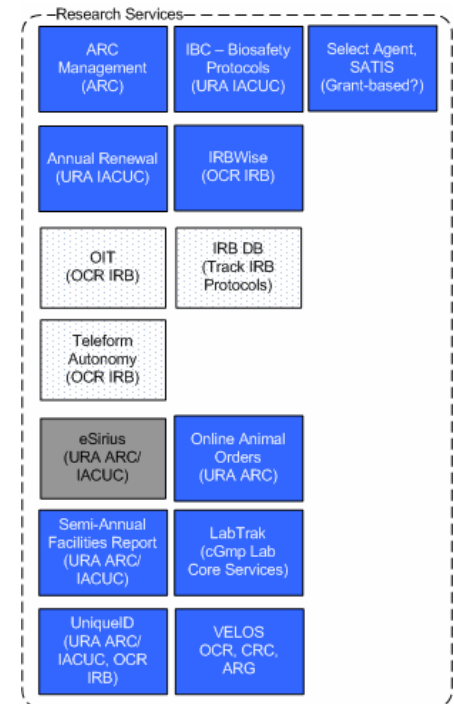 Research Services
ARC
Management
(ARC)
IBC – Biosafety
Protocols
(URA IACUC)
Select Agent,
SATIS
(Grant-based?)
Annual Renewal
(URA IACUC)
IRBWise
(OCR IRB)
OIT
(OCR IRB)
IRB DB
(Track IRB
Protocols)
Teleform
Autonomy
(OCR IRB)
eSirius
(URA ARC/
IACUC)
Online Animal
Orders
(URA ARC)
Semi-Annual
Facilities Report
(URA ARC/
IACUC)
LabTrak
(cGmp Lab
Core Services)
UniqueID
(URA ARC/
IACUC, OCR
IRB)
VELOS
OCR, CRC,
ARG